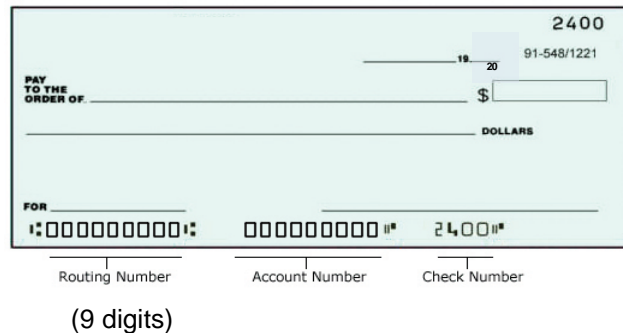 2400
19 20 91-548/1221
PAY
TO THE
ORDER OF $
DOLLARS
FOR
⑆000000000⑆ 000000000⑈ 2400⑈
Routing Number Account Number Check Number
(9 digits)